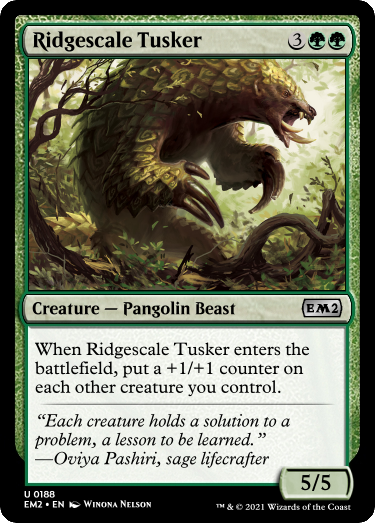 Ridgescale Tusker 3
Creature — Pangolin Beast EM2
When Ridgescale Tusker enters the
battlefield, put a +1/+1 counter on
each other creature you control.
“Each creature holds a solution to a
problem, a lesson to be learned.”
—Oviya Pashiri, sage lifecrafter
5/5
U 0188
EM2 • EN Winona Nelson ™ & © 2021 Wizards of the Coast